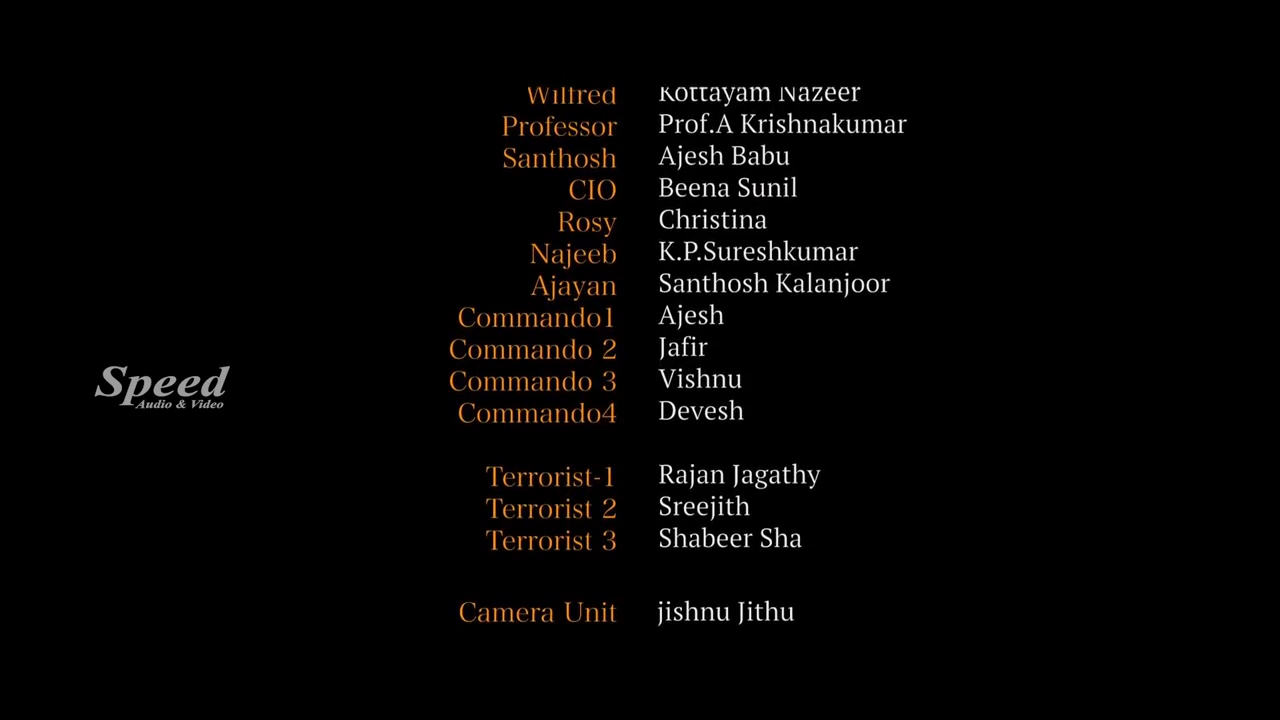 Wilfred Kottayam Nazeer
Professor Prof.A Krishnakumar
Santhosh Ajesh Babu
CIO Beena Sunil
Rosy Christina
Najeeb K.P.Sureshkumar
Ajayan Santhosh Kalanjoor
Commando1 Ajesh
Commando 2 Jafir
Commando 3 Vishnu
Commando4 Devesh
Terrorist-1 Rajan Jagathy
Terrorist 2 Sreejith
Terrorist 3 Shabeer Sha
Camera Unit jishnu Jithu
Speed
Audio & Video